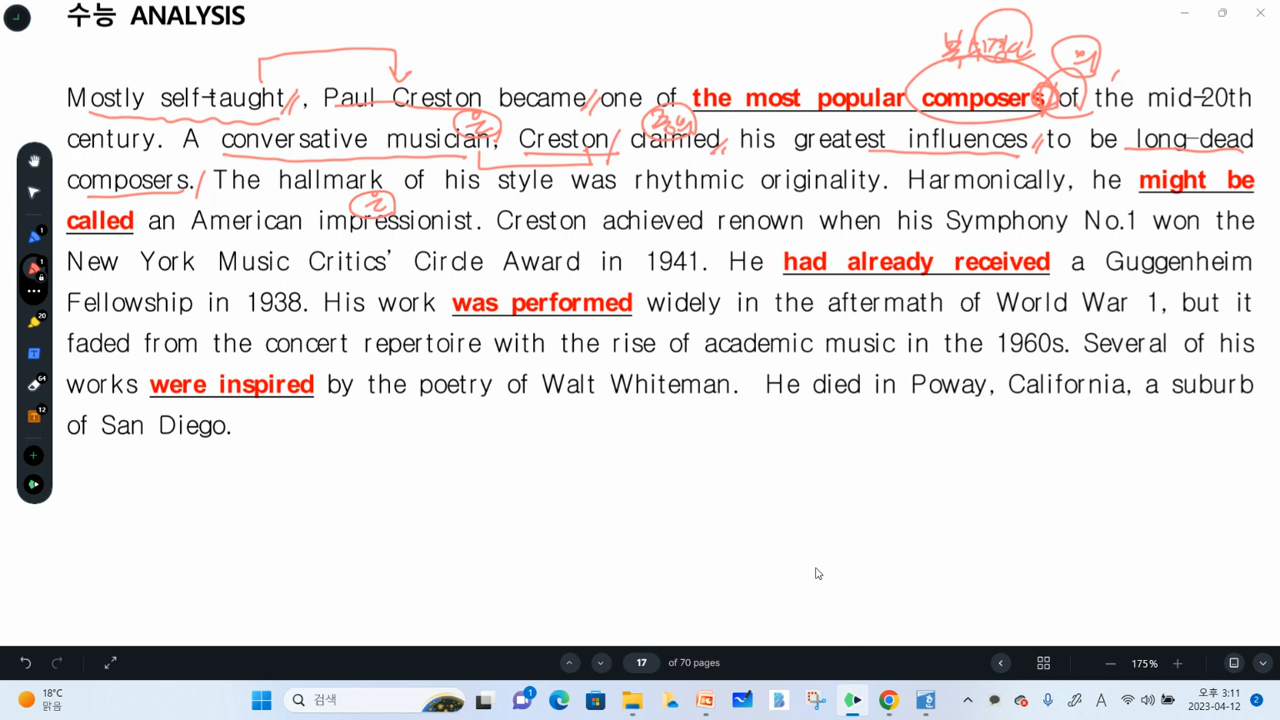 수능 ANALYSIS
Mostly self-taught, Paul Creston became one of the most popular composers of the mid-20th
century. A conversative musician, Creston claimed his greatest influences to be long-dead
composers. The hallmark of his style was rhythmic originality. Harmonically, he might be
called an American impressionist. Creston achieved renown when his Symphony No.1 won the
New York Music Critics’ Circle Award in 1941. He had already received a Guggenheim
Fellowship in 1938. His work was performed widely in the aftermath of World War 1, but it
faded from the concert repertoire with the rise of academic music in the 1960s. Several of his
works were inspired by the poetry of Walt Whiteman. He died in Poway, California, a suburb
of San Diego.
1
1
20
64
12
17 of 70 pages
175%
18°C
맑음
검색
1
A
오후 3:11
2023-04-12
2